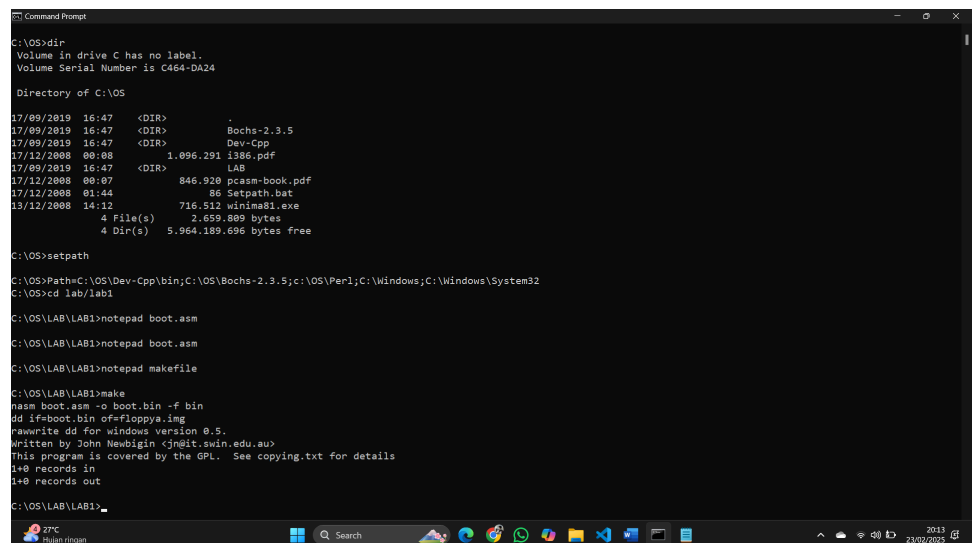 Command Prompt
C:\OS>dir
Volume in drive C has no label.
Volume Serial Number is C464-DA24
Directory of C:\OS
17/09/2019 16:47 <DIR> .
17/09/2019 16:47 <DIR> Bochs-2.3.5
17/09/2019 16:47 <DIR> Dev-Cpp
17/12/2008 00:08 1.096.291 i386.pdf
17/09/2019 16:47 <DIR> LAB
17/12/2008 00:07 846.920 pcasm-book.pdf
17/12/2008 01:44 86 Setpath.bat
13/12/2008 14:12 716.512 winima81.exe
4 File(s) 2.659.809 bytes
4 Dir(s) 5.964.189.696 bytes free
C:\OS>setpath
C:\OS>Path=C:\OS\Dev-Cpp\bin;C:\OS\Bochs-2.3.5;c:\OS\Perl;C:\Windows;C:\Windows\System32
C:\OS>cd lab/lab1
C:\OS\LAB\LAB1>notepad boot.asm
C:\OS\LAB\LAB1>notepad boot.asm
C:\OS\LAB\LAB1>notepad makefile
C:\OS\LAB\LAB1>make
nasm boot.asm -o boot.bin -f bin
dd if=boot.bin of=floppya.img
rawwrite dd for windows version 0.5.
Written by John Newbigin <jn@it.swin.edu.au>
This program is covered by the GPL. See copying.txt for details
1+0 records in
1+0 records out
C:\OS\LAB\LAB1>_
4
27°C
Hujan ringan
Search
20:13
23/02/2025